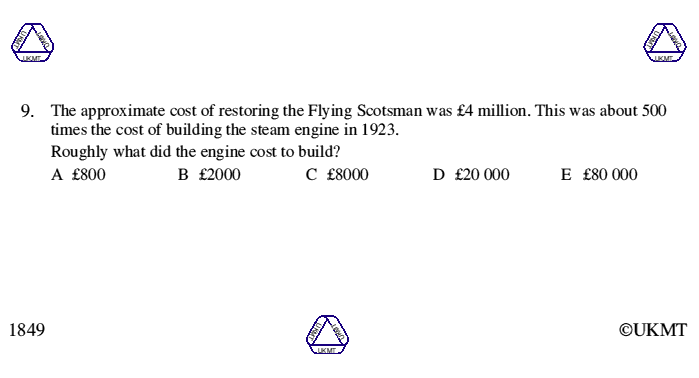 UKMT UKMT UKMT
UKMT UKMT UKMT
9. The approximate cost of restoring the Flying Scotsman was £4 million. This was about 500
times the cost of building the steam engine in 1923.
Roughly what did the engine cost to build?
A £800 B £2000 C £8000 D £20 000 E £80 000
1849
UKMT UKMT UKMT
©UKMT